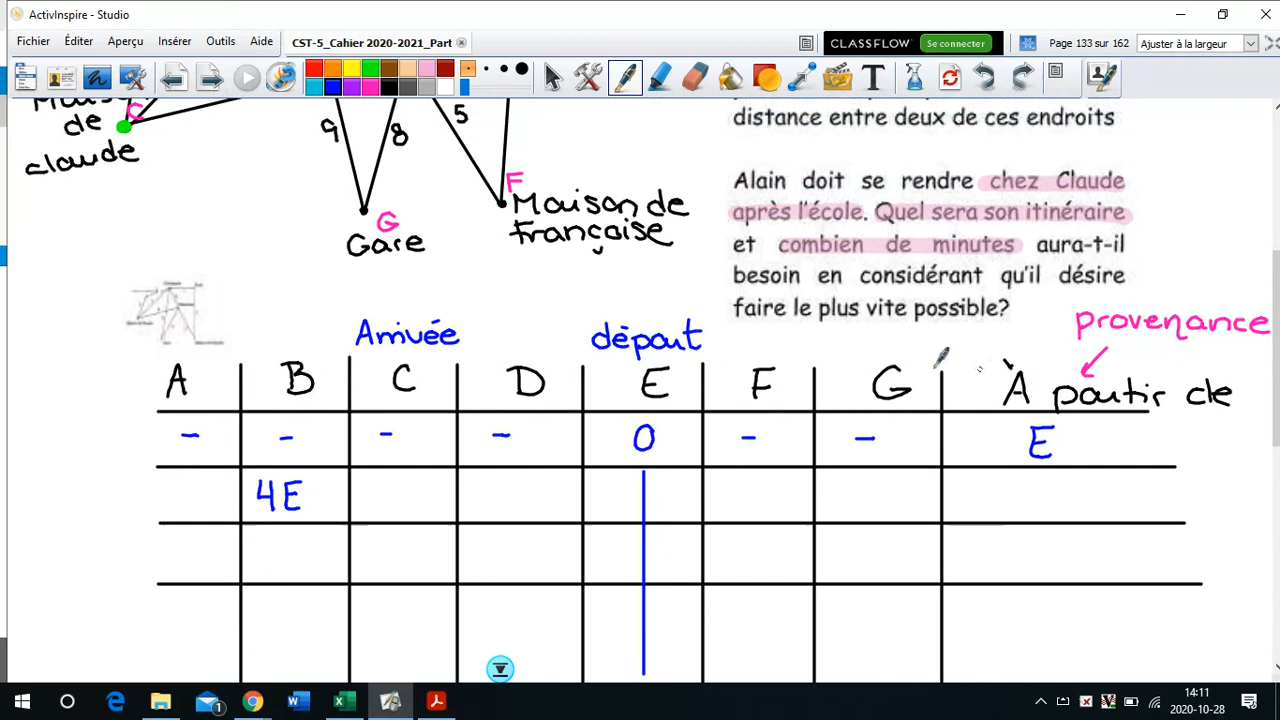 ActivInspire - Studio
Fichier Éditer Aperçu Insérer Outils Aide CST-5_Cahier 2020-2021_Part CLASSFLOW Se connecter Page 133 sur 162 Ajuster à la largeur
Maison
de
claude
C
9
8
5
G
Gare
F
Maison de
Françoise
distance entre deux de ces endroits
Alain doit se rendre chez Claude
après l'école. Quel sera son itinéraire
et combien de minutes aura-t-il
besoin en considérant qu'il désire
faire le plus vite possible?
Arrivée départ provenance
A B C D E F G À partir de
- - - - 0 - - E
4E
1
14:11
2020-10-28